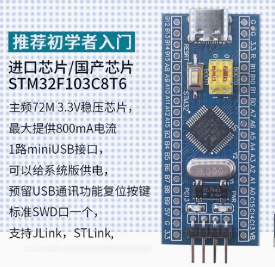 推荐初学者入门
进口芯片/国产芯片
STM32F103C8T6
主频72M 3.3V稳压芯片，
最大提供800mA电流
1路miniUSB接口，
可以给系统版供电，
预留USB通讯功能复位按键
标准SWD口一个，
支持JLink，STLink,
RESET